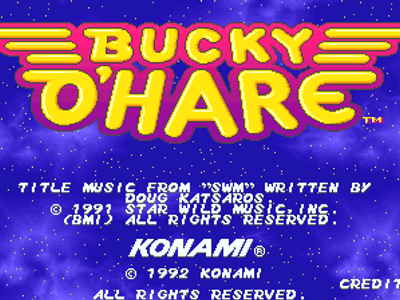 BUCKY
O'HARE
TM
TITLE MUSIC FROM "SWM" WRITTEN BY
DOUG KATSAROS
© 1991 STAR WILD MUSIC,INC.
(BMI) ALL RIGHTS RESERVED.
KONAMI®
© 1992 KONAMI
CREDIT
ALL RIGHTS RESERVED.